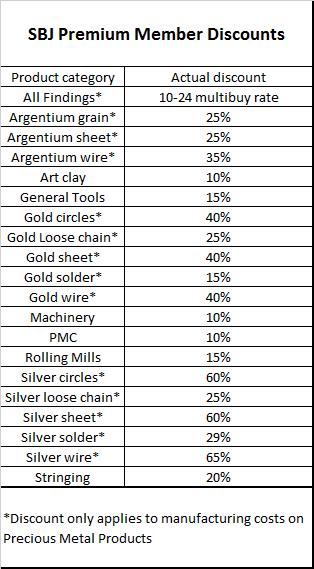 SBJ Premium Member Discounts
Product category Actual discount
All Findings* 10-24 multibuy rate
Argentium grain* 25%
Argentium sheet* 25%
Argentium wire* 35%
Art clay 10%
General Tools 15%
Gold circles* 40%
Gold Loose chain* 25%
Gold sheet* 40%
Gold solder* 15%
Gold wire* 40%
Machinery 10%
PMC 10%
Rolling Mills 15%
Silver circles* 60%
Silver loose chain* 25%
Silver sheet* 60%
Silver solder* 29%
Silver wire* 65%
Stringing 20%
*Discount only applies to manufacturing costs on
Precious Metal Products